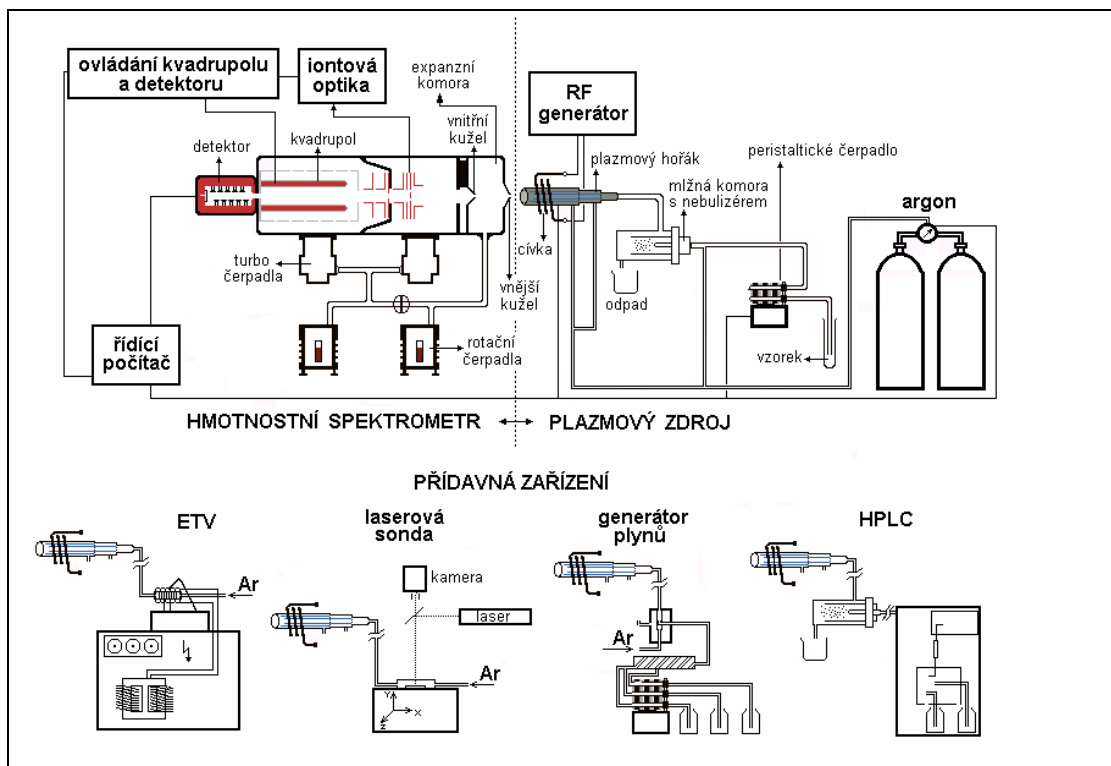 ovládání kvadrupolu
a detektoru
iontová
optika
expanzní
komora
vnitřní
kužel
detektor
kvadrupol
turbo
čerpadla
vnější
kužel
rotační
čerpadla
řídící
počítač
RF
generátor
plazmový hořák
peristaltické čerpadlo
mlžná komora
s nebulizérem
argon
cívka
odpad
vzorek
HMOTNOSTNÍ SPEKTROMETR
PLAZMOVÝ ZDROJ
PŘÍDAVNÁ ZAŘÍZENÍ
ETV
Ar
laserová
sonda
kamera
laser
Ar
Y
X
Z
generátor
plynů
Ar
HPLC